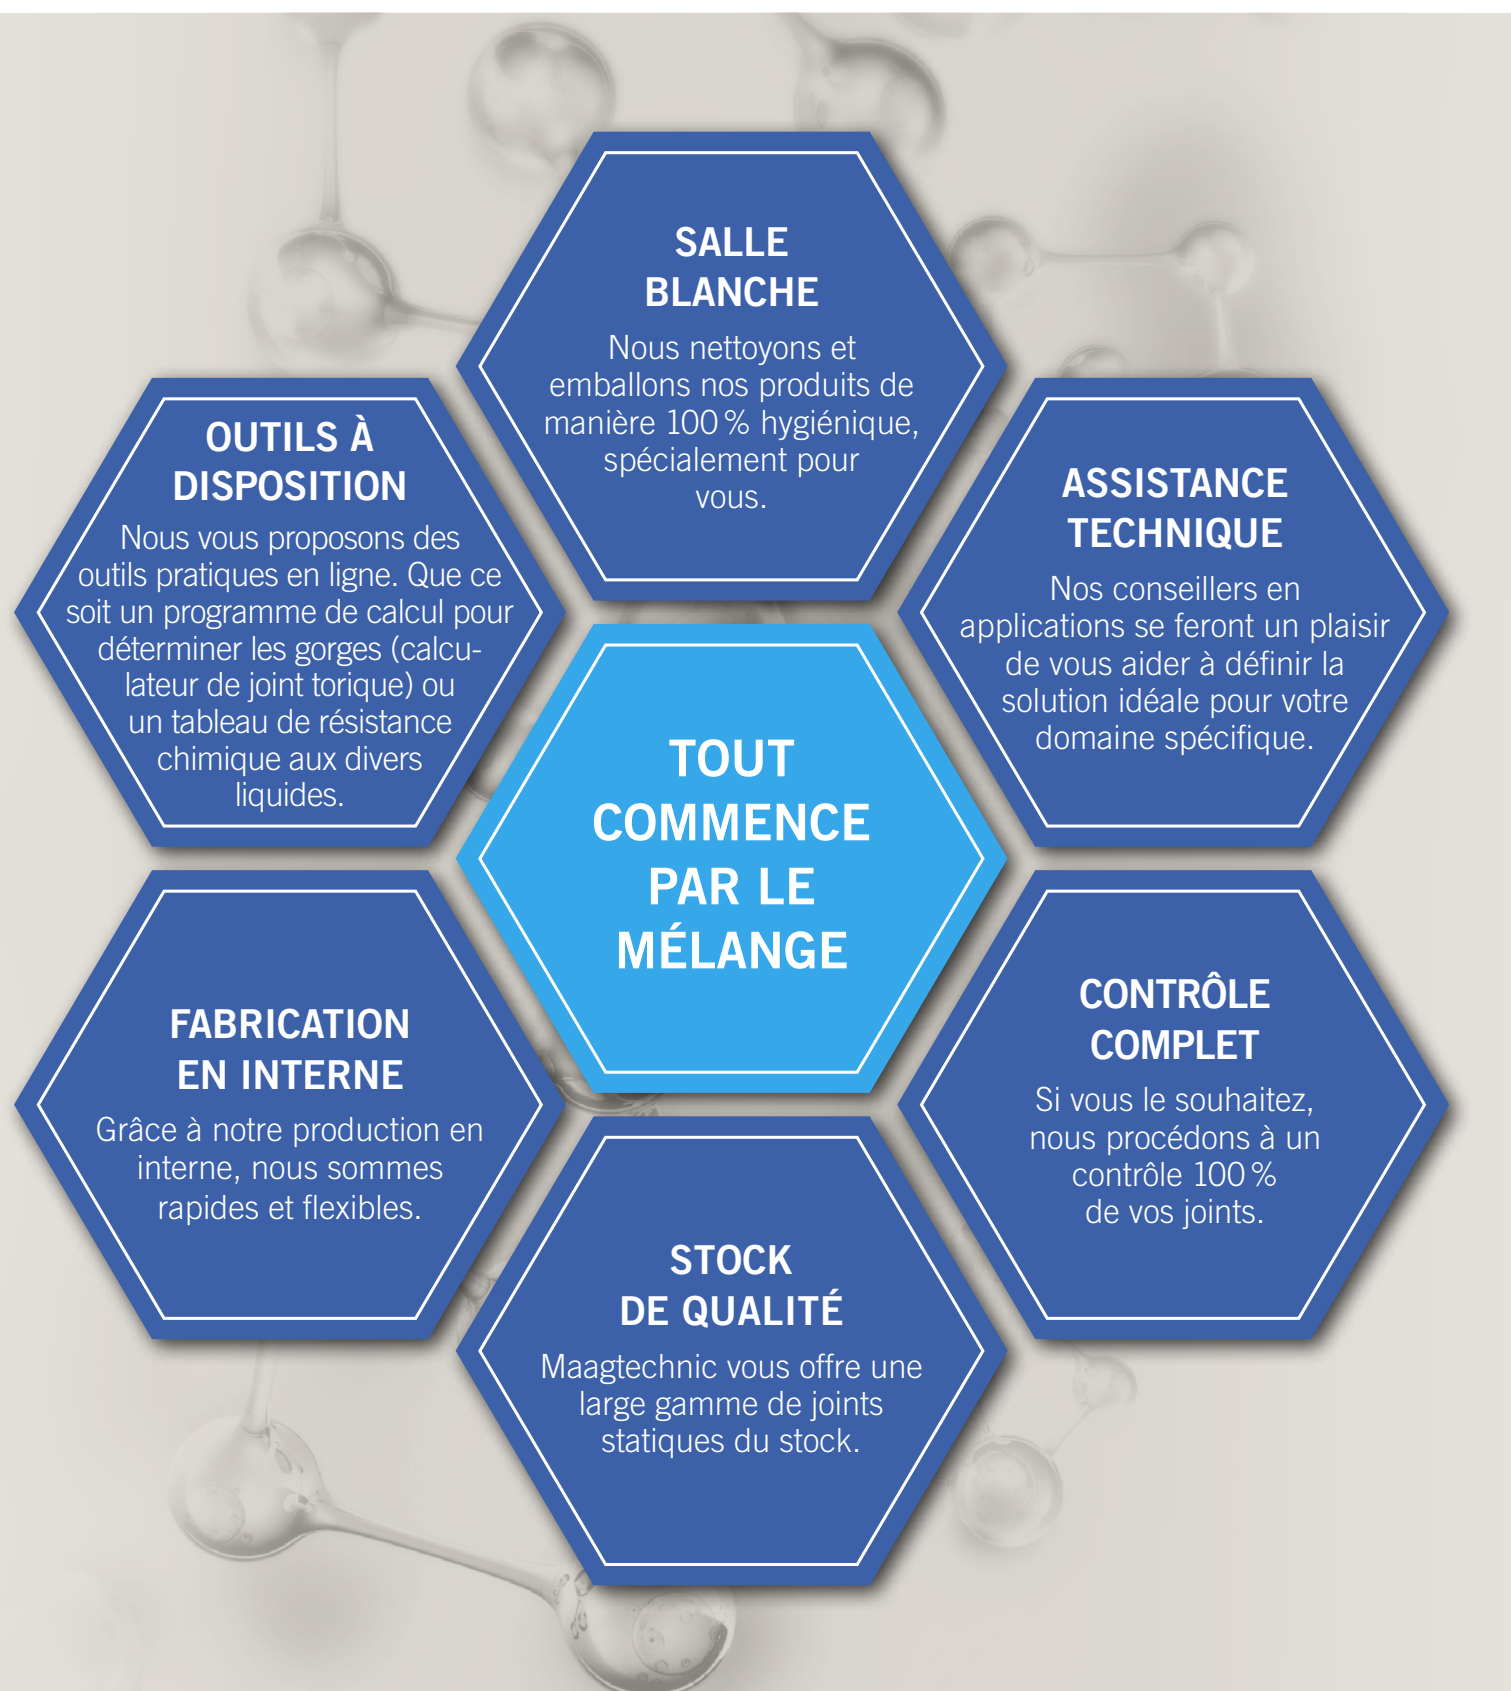 SALLE
BLANCHE
Nous nettoyons et
emballons nos produits de
manière 100 % hygiénique,
spécialement pour
vous.
OUTILS À
DISPOSITION
Nous vous proposons des
outils pratiques en ligne. Que ce
soit un programme de calcul pour
déterminer les gorges (calcu-
lateur de joint torique) ou
un tableau de résistance
chimique aux divers
liquides.
ASSISTANCE
TECHNIQUE
Nos conseillers en
applications se feront un plaisir
de vous aider à définir la
solution idéale pour votre
domaine spécifique.
TOUT
COMMENCE
PAR LE
MÉLANGE
FABRICATION
EN INTERNE
Grâce à notre production en
interne, nous sommes
rapides et flexibles.
CONTRÔLE
COMPLET
Si vous le souhaitez,
nous procédons à un
contrôle 100 %
de vos joints.
STOCK
DE QUALITÉ
Maagtechnic vous offre une
large gamme de joints
statiques du stock.